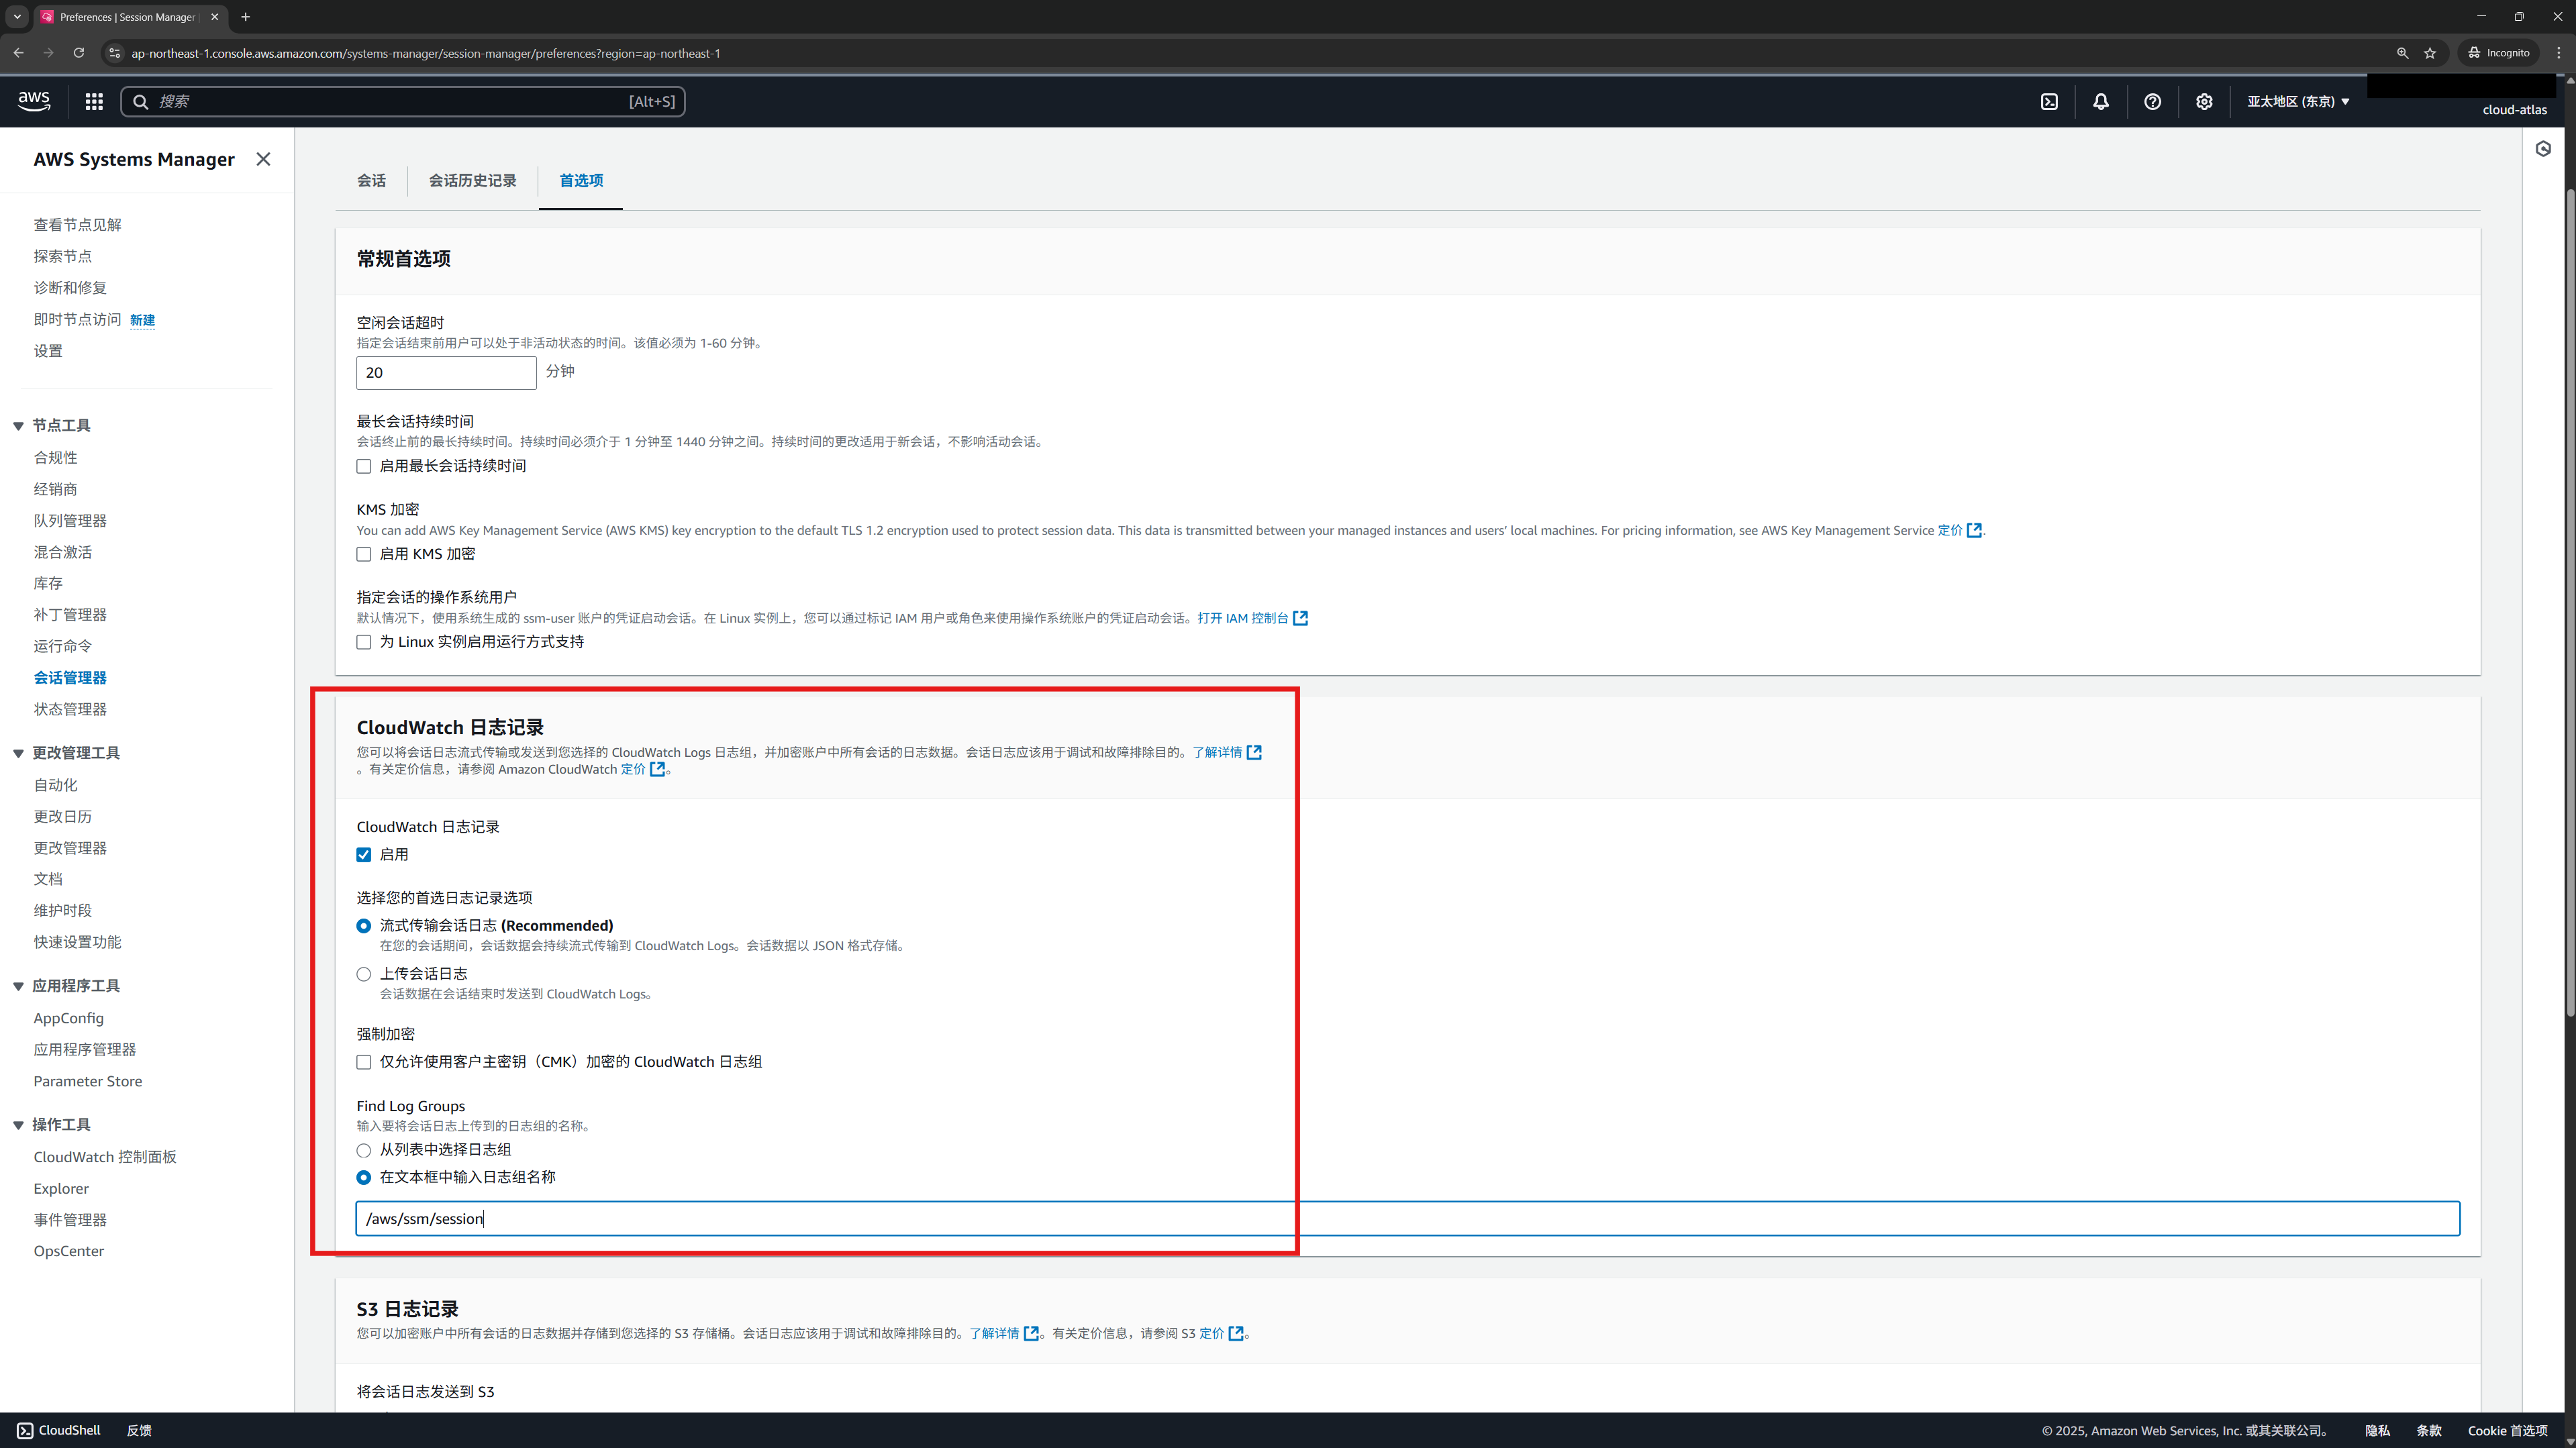 Preferences | Session Manager
ap-northeast-1.console.aws.amazon.com/systems-manager/session-manager/preferences?region=ap-northeast-1
Incognito
aws
搜索
[Alt+S]
亚太地区 (东京)
cloud-atlas
AWS Systems Manager
查看节点见解
探索节点
诊断和修复
即时节点访问 新建
设置
节点工具
合规性
经销商
队列管理器
混合激活
库存
补丁管理器
运行命令
会话管理器
状态管理器
更改管理工具
自动化
更改日历
更改管理器
文档
维护时段
快速设置功能
应用程序工具
AppConfig
应用程序管理器
Parameter Store
操作工具
CloudWatch 控制面板
Explorer
事件管理器
OpsCenter
会话
会话历史记录
首选项
常规首选项
空闲会话超时
指定会话结束前用户可以处于非活动状态的时间。该值必须为 1-60 分钟。
20 分钟
最长会话持续时间
会话终止前的最长持续时间。持续时间必须介于 1 分钟至 1440 分钟之间。持续时间的更改适用于新会话，不影响活动会话。
启用最长会话持续时间
KMS 加密
You can add AWS Key Management Service (AWS KMS) key encryption to the default TLS 1.2 encryption used to protect session data. This data is transmitted between your managed instances and users’ local machines. For pricing information, see AWS Key Management Service 定价.
启用 KMS 加密
指定会话的操作系统用户
默认情况下，使用系统生成的 ssm-user 账户的凭证启动会话。在 Linux 实例上，您可以通过标记 IAM 用户或角色来使用操作系统账户的凭证启动会话。打开 IAM 控制台
为 Linux 实例启用运行方式支持
CloudWatch 日志记录
您可以将会话日志流式传输或发送到您选择的 CloudWatch Logs 日志组，并加密账户中所有会话的日志数据。会话日志应该用于调试和故障排除目的。了解详情
。有关定价信息，请参阅 Amazon CloudWatch 定价。
CloudWatch 日志记录
启用
选择您的首选日志记录选项
流式传输会话日志 (Recommended)
在您的会话期间，会话数据会持续流式传输到 CloudWatch Logs。会话数据以 JSON 格式存储。
上传会话日志
会话数据在会话结束时发送到 CloudWatch Logs。
强制加密
仅允许使用客户主密钥（CMK）加密的 CloudWatch 日志组
Find Log Groups
输入要将会话日志上传到的日志组的名称。
从列表中选择日志组
在文本框中输入日志组名称
/aws/ssm/session
S3 日志记录
您可以加密账户中所有会话的日志数据并存储到您选择的 S3 存储桶。会话日志应该用于调试和故障排除目的。了解详情。有关定价信息，请参阅 S3 定价。
将会话日志发送到 S3
CloudShell
反馈
© 2025, Amazon Web Services, Inc. 或其关联公司。
隐私
条款
Cookie 首选项